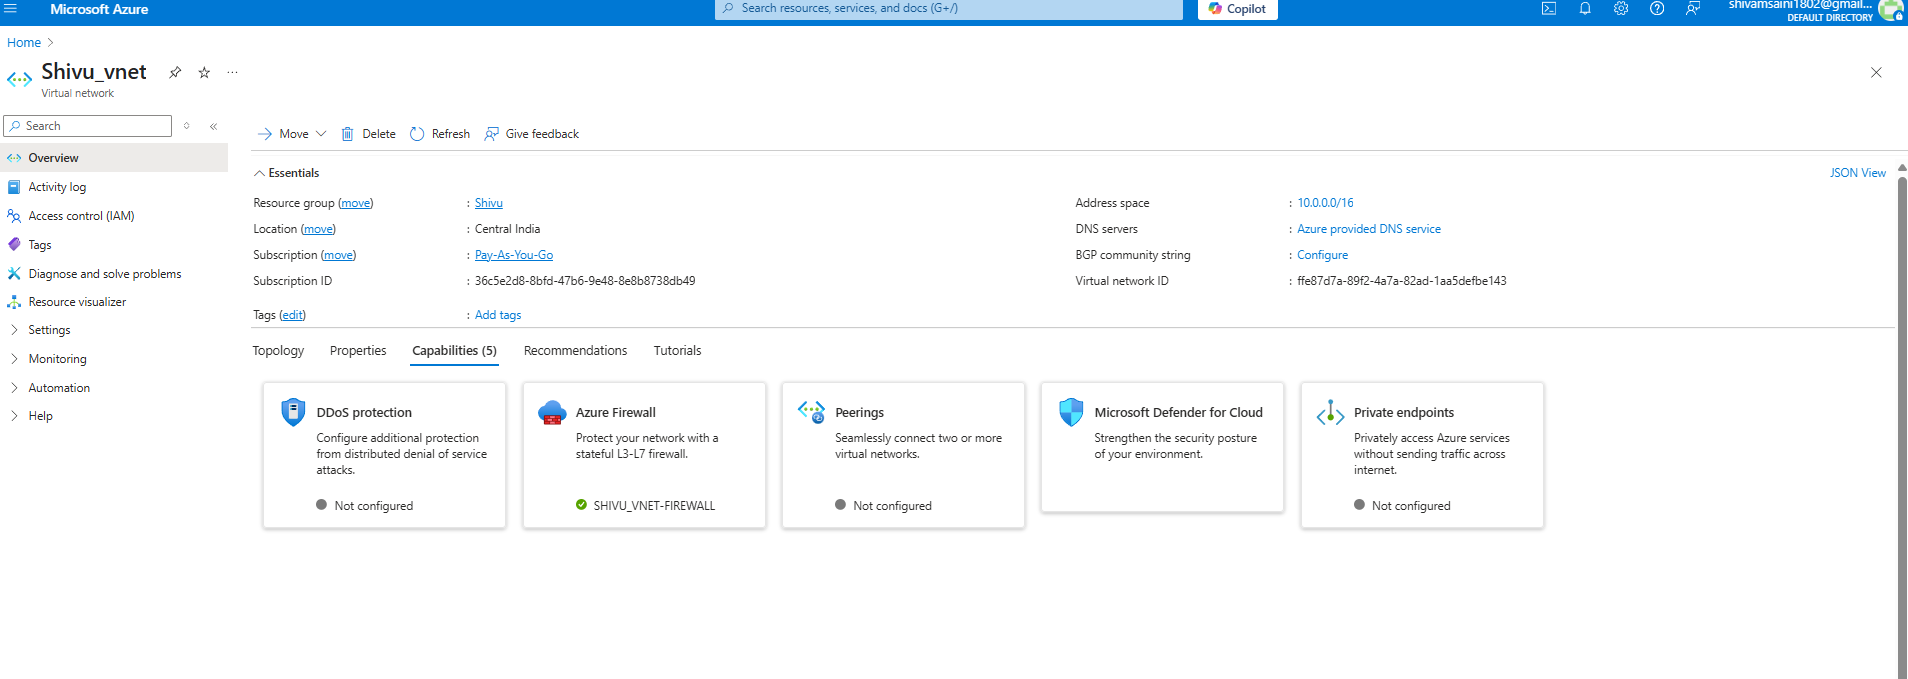 Microsoft Azure
Search resources, services, and docs (G+/)
Copilot
shivamsaini1802@gmail...
DEFAULT DIRECTORY
Home
Shivu_vnet
Virtual network
Search
Overview
Activity log
Access control (IAM)
Tags
Diagnose and solve problems
Resource visualizer
Settings
Monitoring
Automation
Help
Move Delete Refresh Give feedback
Essentials
JSON View
Resource group (move) : Shivu
Location (move) : Central India
Subscription (move) : Pay-As-You-Go
Subscription ID : 36c5e2d8-8bfd-47b6-9e48-8e8b8738db49
Address space : 10.0.0.0/16
DNS servers : Azure provided DNS service
BGP community string : Configure
Virtual network ID : ffe87d7a-89f2-4a7a-82ad-1aa5defbe143
Tags (edit) : Add tags
Topology Properties Capabilities (5) Recommendations Tutorials
DDoS protection
Configure additional protection
from distributed denial of service
attacks.
Not configured
Azure Firewall
Protect your network with a
stateful L3-L7 firewall.
SHIVU_VNET-FIREWALL
Peerings
Seamlessly connect two or more
virtual networks.
Not configured
Microsoft Defender for Cloud
Strengthen the security posture
of your environment.
Private endpoints
Privately access Azure services
without sending traffic across
internet.
Not configured